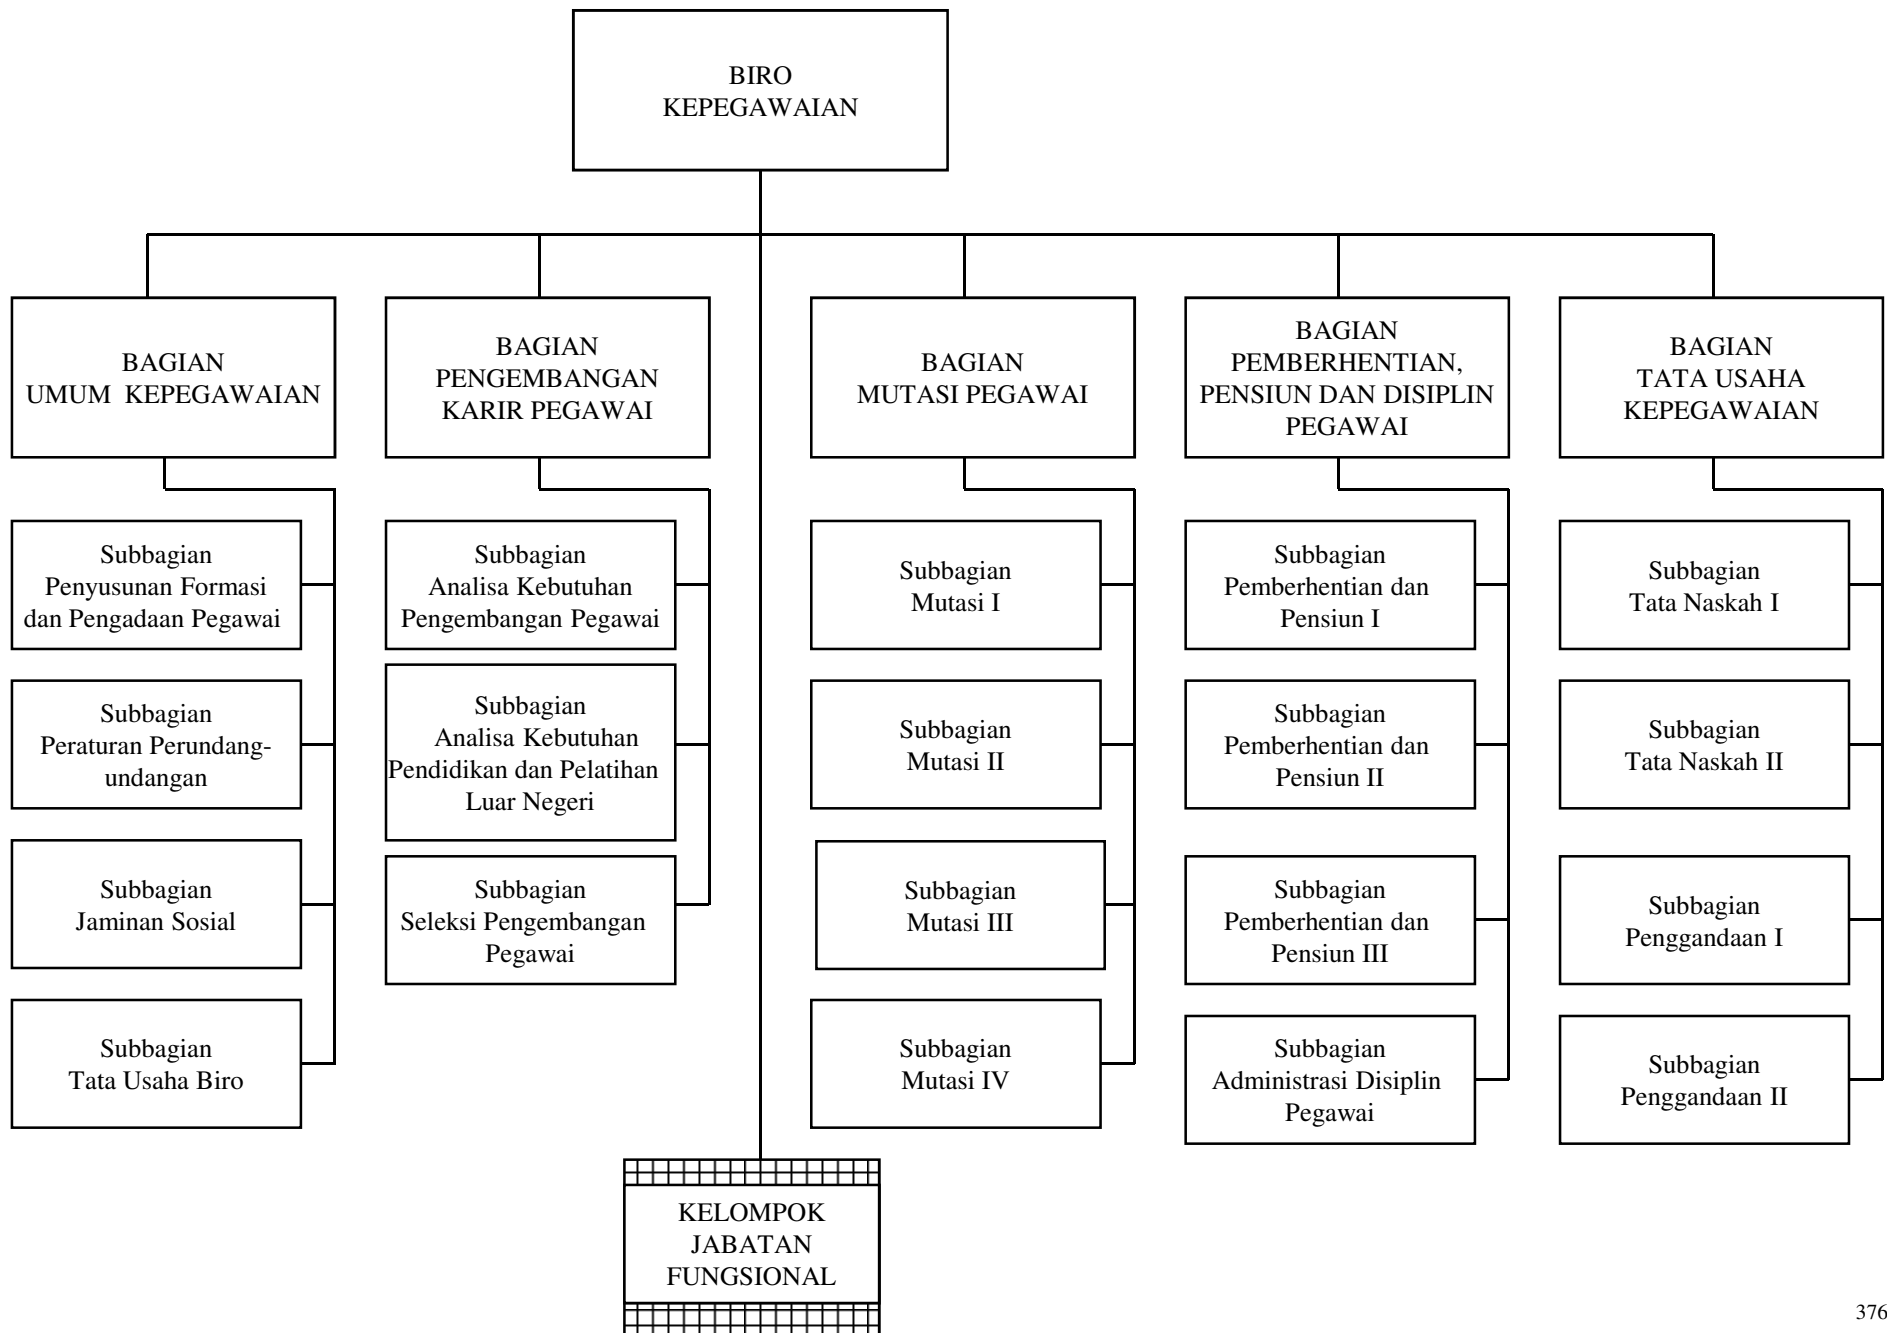 BIRO
KEPEGAWAIAN
BAGIAN
UMUM  KEPEGAWAIAN
BAGIAN
PENGEMBANGAN
KARIR PEGAWAI
BAGIAN
MUTASI PEGAWAI
BAGIAN
PEMBERHENTIAN,
PENSIUN DAN DISIPLIN
PEGAWAI
BAGIAN
TATA USAHA
KEPEGAWAIAN
Subbagian
Penyusunan Formasi
dan Pengadaan Pegawai
Subbagian
Peraturan Perundang-
undangan
Subbagian
Jaminan Sosial
Subbagian
Tata Usaha Biro
Subbagian
Analisa Kebutuhan
Pengembangan Pegawai
Subbagian
Analisa Kebutuhan
Pendidikan dan Pelatihan
Luar Negeri
Subbagian
Seleksi Pengembangan
Pegawai
Subbagian
Mutasi I
Subbagian
Mutasi II
Subbagian
Mutasi III
Subbagian
Mutasi IV
Subbagian
Pemberhentian dan
Pensiun I
Subbagian
Pemberhentian dan
Pensiun II
Subbagian
Pemberhentian dan
Pensiun III
Subbagian
Administrasi Disiplin
Pegawai
Subbagian
Tata Naskah I
Subbagian
Tata Naskah II
Subbagian
Penggandaan I
Subbagian
Penggandaan II
KELOMPOK
JABATAN
FUNGSIONAL
376